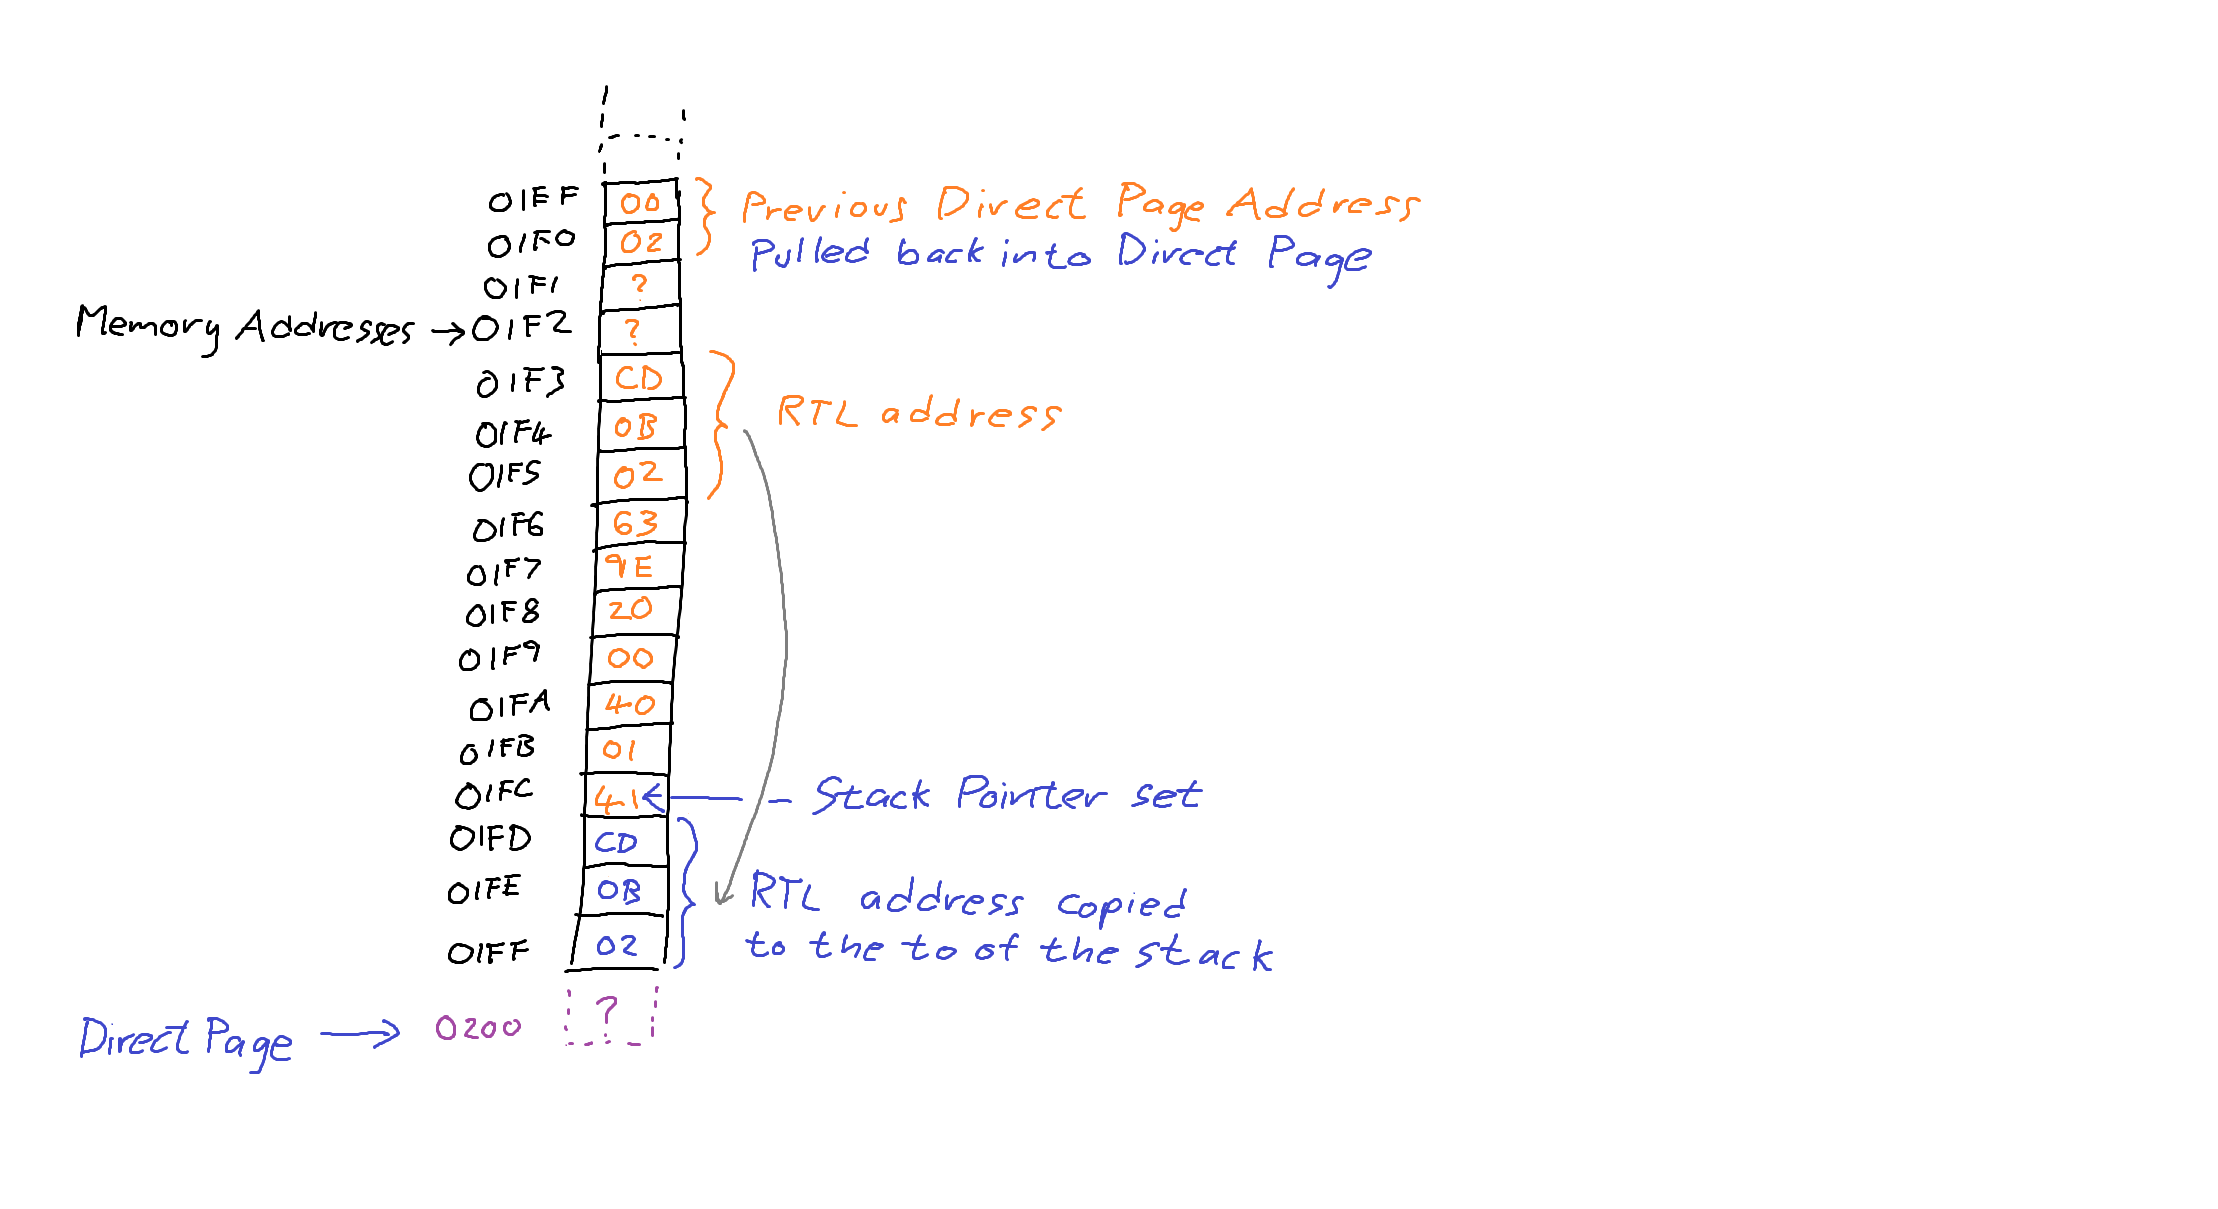 01EF 00 Previous Direct Page Address
01F0 02 Pulled back into Direct Page
01F1 ?
Memory Addresses → 01F2 ?
01F3 CD
RTL address
01F4 0B
01F5 02
01F6 63
01F7 9E
01F8 20
01F9 00
01FA 40
01FB 01
01FC 41 Stack Pointer set
01FD CD
01FE 0B RTL address copied
01FF 02 to the to of the stack
Direct Page → 0200 ?